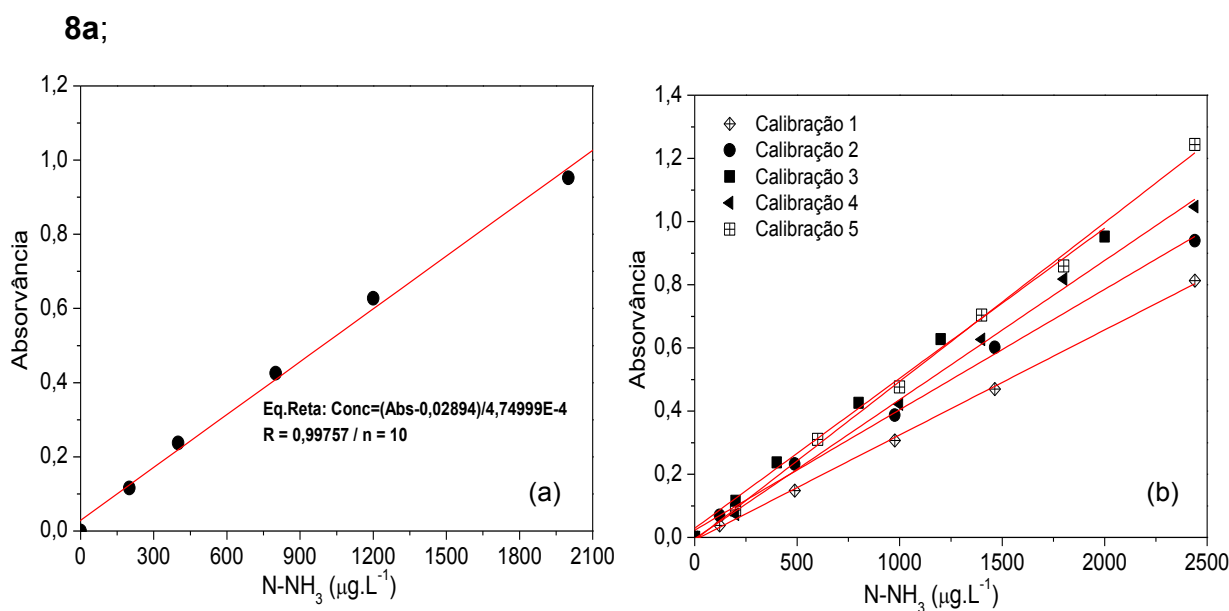 8a;
1,2
1,0
0,8
0,6
0,4
0,2
0,0
Absorvância
Eq.Reta: Conc=(Abs-0,02894)/4,74999E-4
R = 0,99757 / n = 10
(a)
0 300 600 900 1200 1500 1800 2100
N-NH₃ (μg.L⁻¹)
1,4
1,2
1,0
0,8
0,6
0,4
0,2
0,0
Absorvância
Calibração 1
Calibração 2
Calibração 3
Calibração 4
Calibração 5
(b)
0 500 1000 1500 2000 2500
N-NH₃ (μg.L⁻¹)